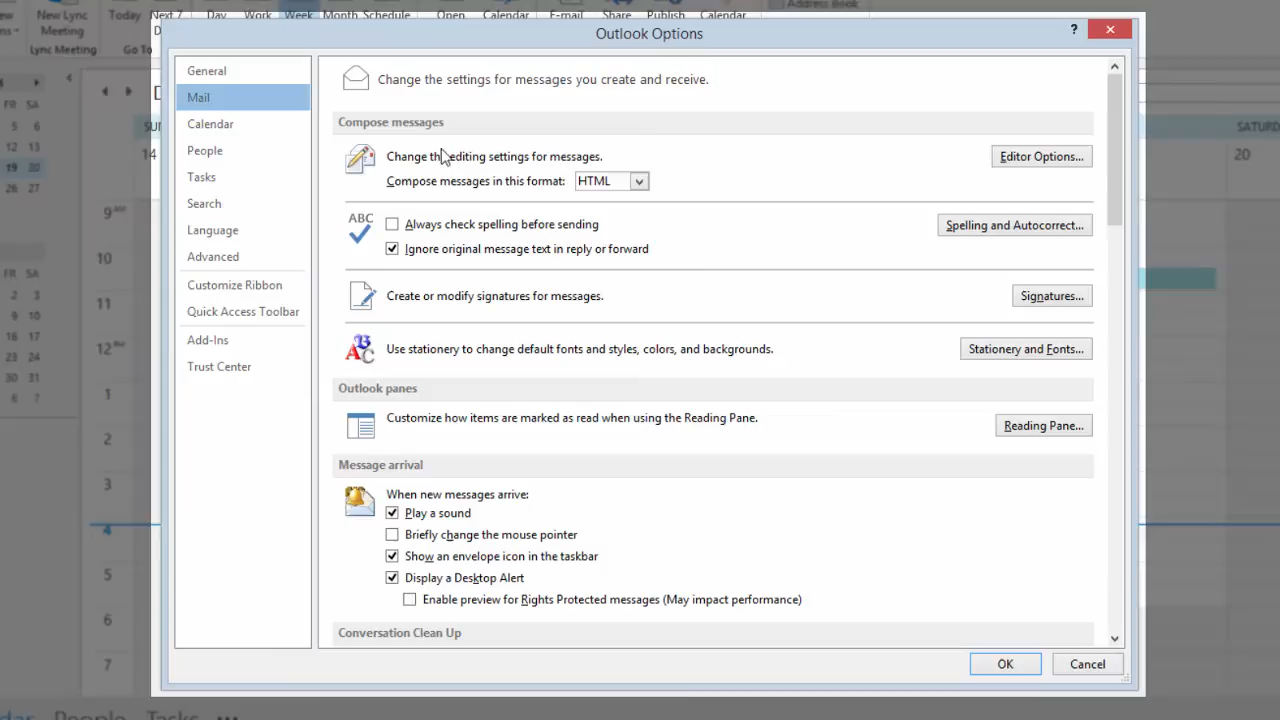 Today Next 7 Day Work Week Month Schedule Open Calendar E-mail Share Publish Calendar Address Book
New Lync
Meeting
Lync Meeting Go To
Outlook Options
?
General
Mail
Calendar
People
Tasks
Search
Language
Advanced
Customize Ribbon
Quick Access Toolbar
Add-Ins
Trust Center
Change the settings for messages you create and receive.
Compose messages
Change the editing settings for messages.
Editor Options...
Compose messages in this format: HTML
ABC
Always check spelling before sending
Spelling and Autocorrect...
Ignore original message text in reply or forward
Create or modify signatures for messages.
Signatures...
Use stationery to change default fonts and styles, colors, and backgrounds.
Stationery and Fonts...
Outlook panes
Customize how items are marked as read when using the Reading Pane.
Reading Pane...
Message arrival
When new messages arrive:
Play a sound
Briefly change the mouse pointer
Show an envelope icon in the taskbar
Display a Desktop Alert
Enable preview for Rights Protected messages (May impact performance)
Conversation Clean Up
OK
Cancel
FR SA
5 6
12 13
19 20
26 27
FR SA
2 3
9 10
16 17
23 24
30 31
6 7
SUN
14
9 AM
10
11
12 PM
1
2
3
4
5
6
7
SATURD
20
People Tasks